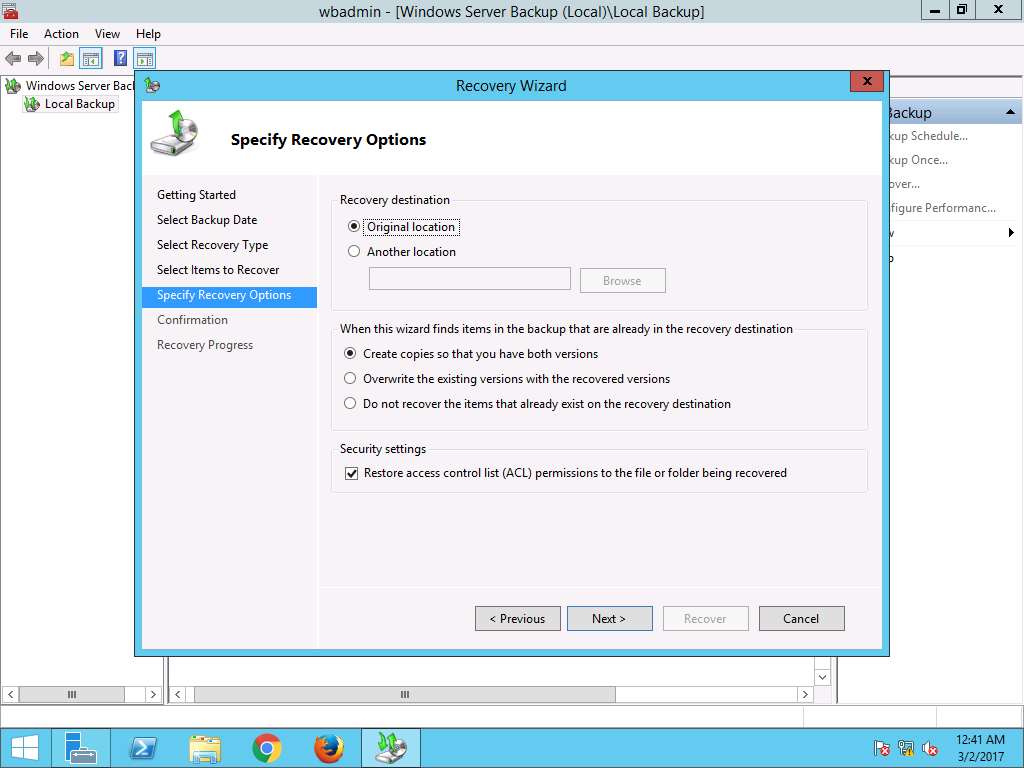 wbadmin - [Windows Server Backup (Local)\Local Backup]
File Action View Help
Windows Server Bac
Local Backup
Recovery Wizard
Specify Recovery Options
Getting Started
Select Backup Date
Select Recovery Type
Select Items to Recover
Specify Recovery Options
Confirmation
Recovery Progress
Recovery destination
Original location
Another location
Browse
When this wizard finds items in the backup that are already in the recovery destination
Create copies so that you have both versions
Overwrite the existing versions with the recovered versions
Do not recover the items that already exist on the recovery destination
Security settings
Restore access control list (ACL) permissions to the file or folder being recovered
< Previous
Next >
Recover
Cancel
Backup
kup Schedule...
kup Once...
over...
figure Performanc...
12:41 AM
3/2/2017